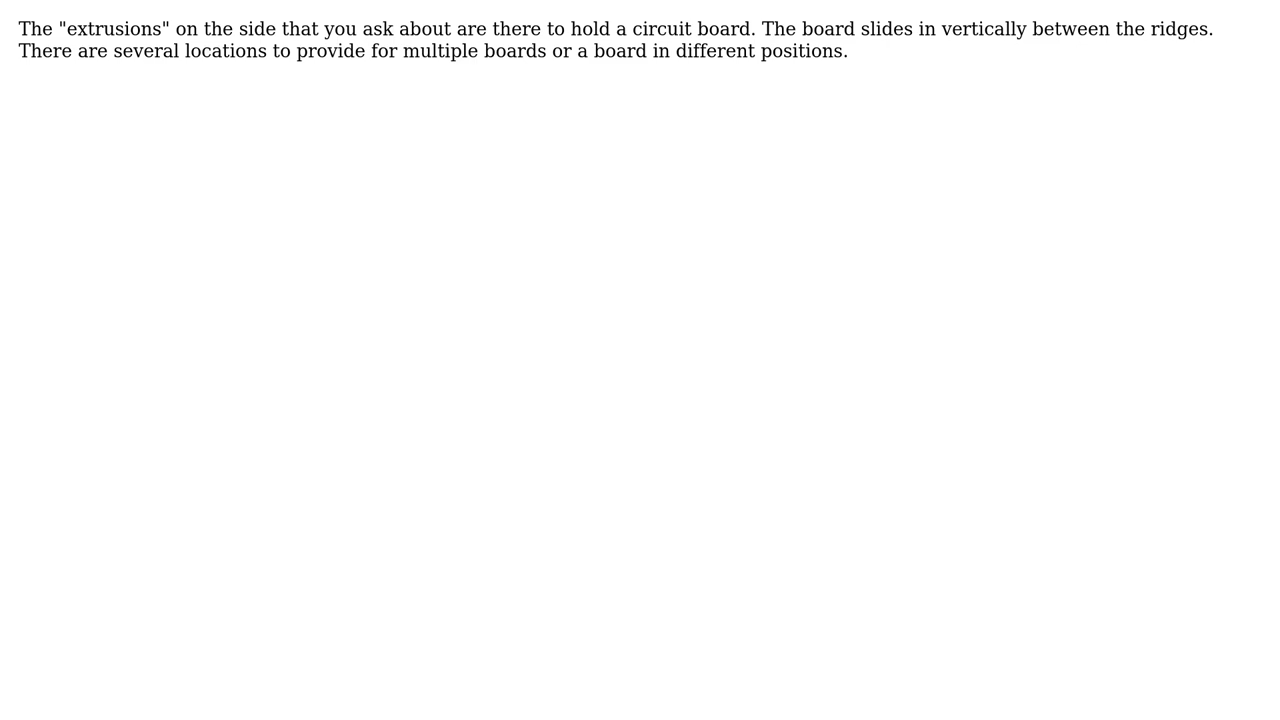 The "extrusions" on the side that you ask about are there to hold a circuit board. The board slides in vertically between the ridges.
There are several locations to provide for multiple boards or a board in different positions.